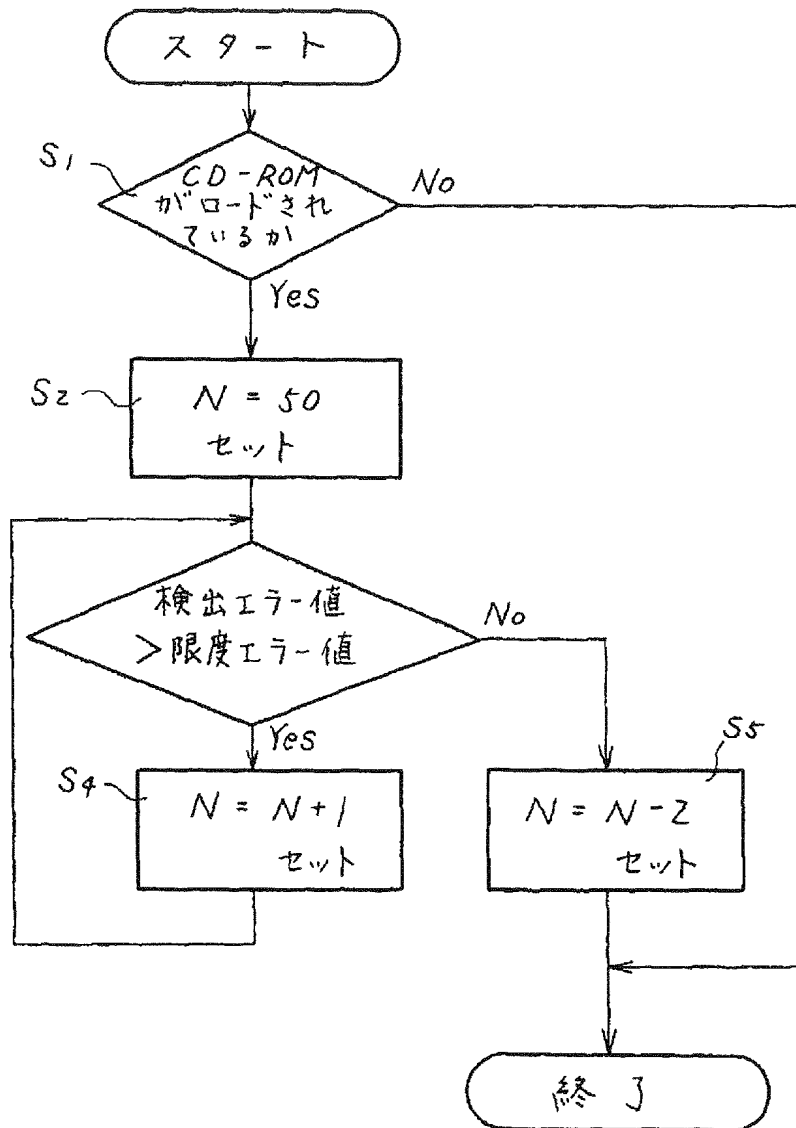 スタート
S1
CD-ROM
がロードされ
ているか
No
Yes
S2
N = 50
セット
検出エラー値
>限度エラー値
No
Yes
S4
N = N+1
セット
S5
N = N-2
セット
終了